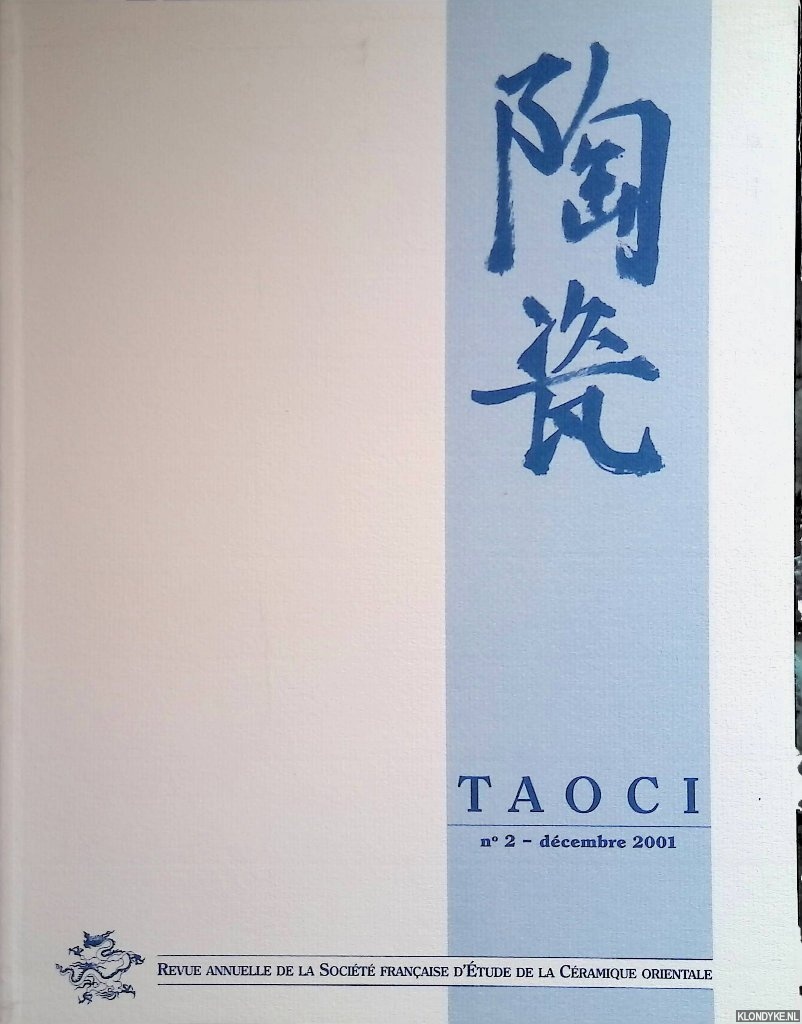 陶瓷
TAOCI
nº 2 – décembre 2001
REVUE ANNUELLE DE LA SOCIÉTÉ FRANÇAISE D'ÉTUDE DE LA CÉRAMIQUE ORIENTALE
KLONDYKE.NL